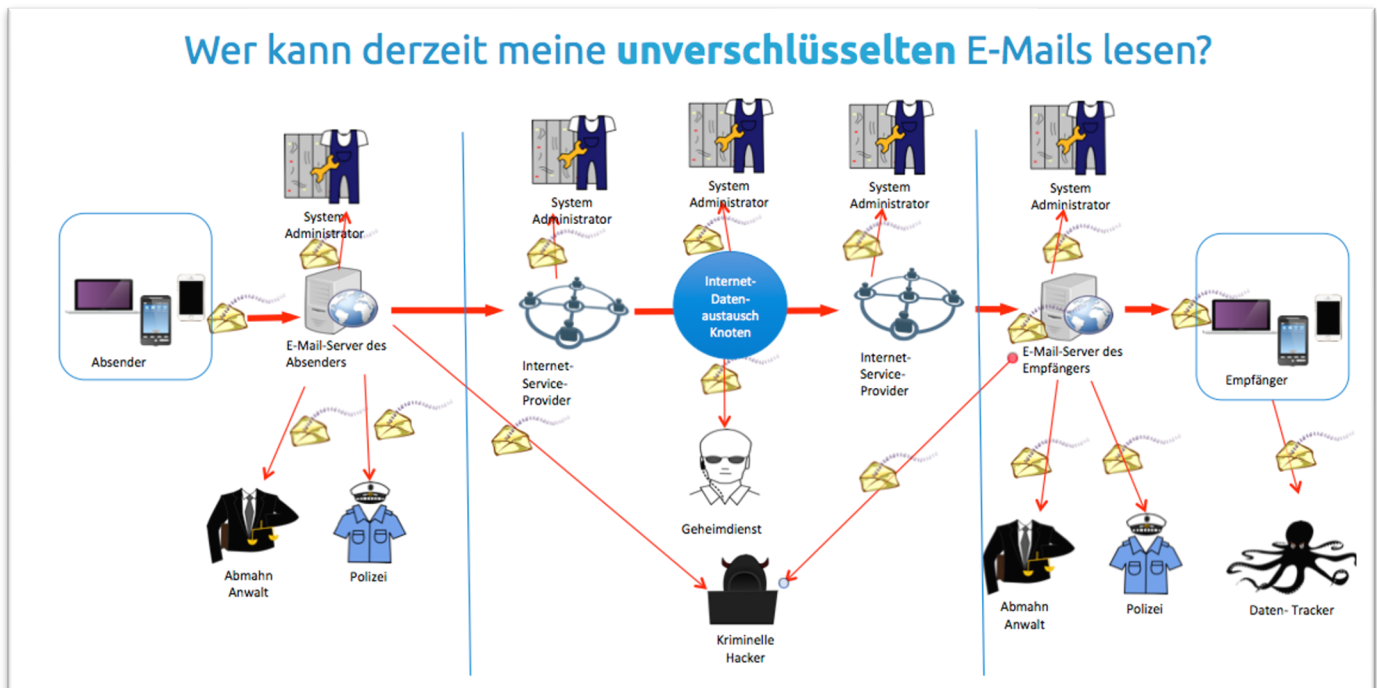 Wer kann derzeit meine unverschlüsselten E-Mails lesen?
System
Administrator
System
Administrator
System
Administrator
System
Administrator
System
Administrator
Absender
E-Mail-Server des
Absenders
Internet-
Service-
Provider
Internet-
Daten-
austausch
Knoten
Internet-
Service-
Provider
E-Mail-Server des
Empfängers
Empfänger
Abmahn
Anwalt
Polizei
Geheimdienst
Kriminelle
Hacker
Abmahn
Anwalt
Polizei
Daten- Tracker